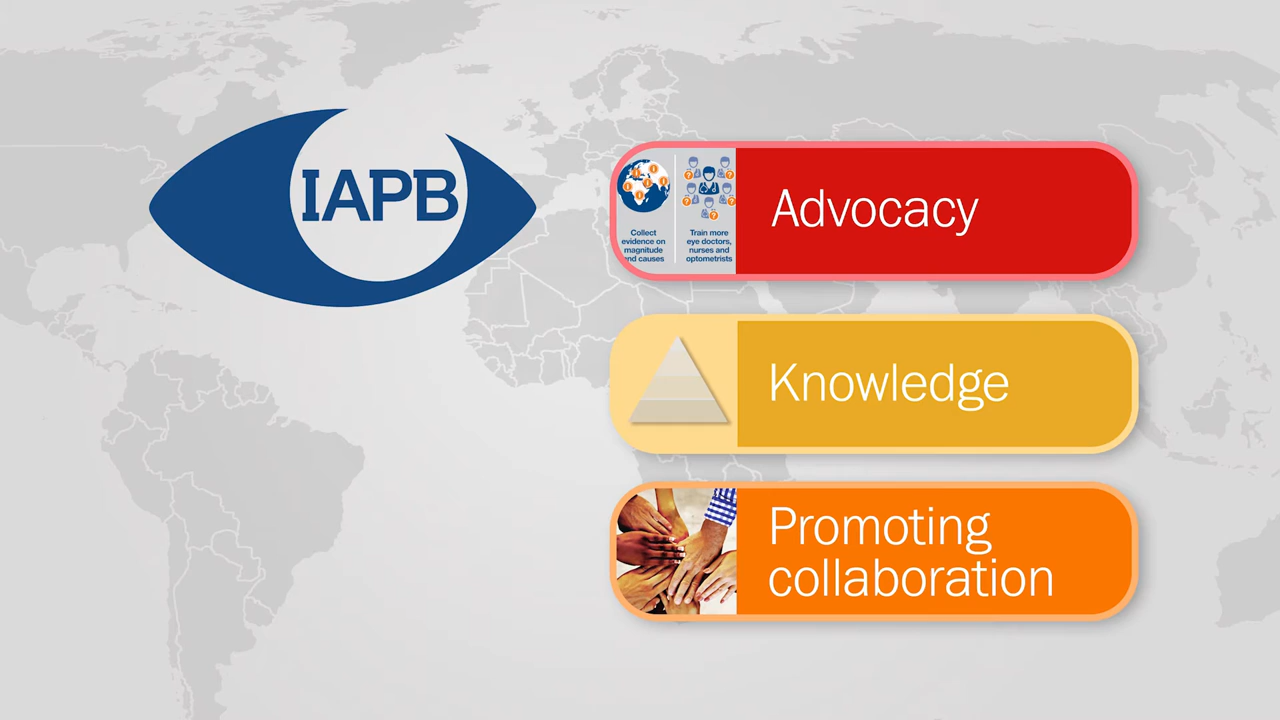 IAPB
Collect
evidence on
magnitude
and causes
Train more
eye doctors,
nurses and
optometrists
Advocacy
Knowledge
Promoting
collaboration